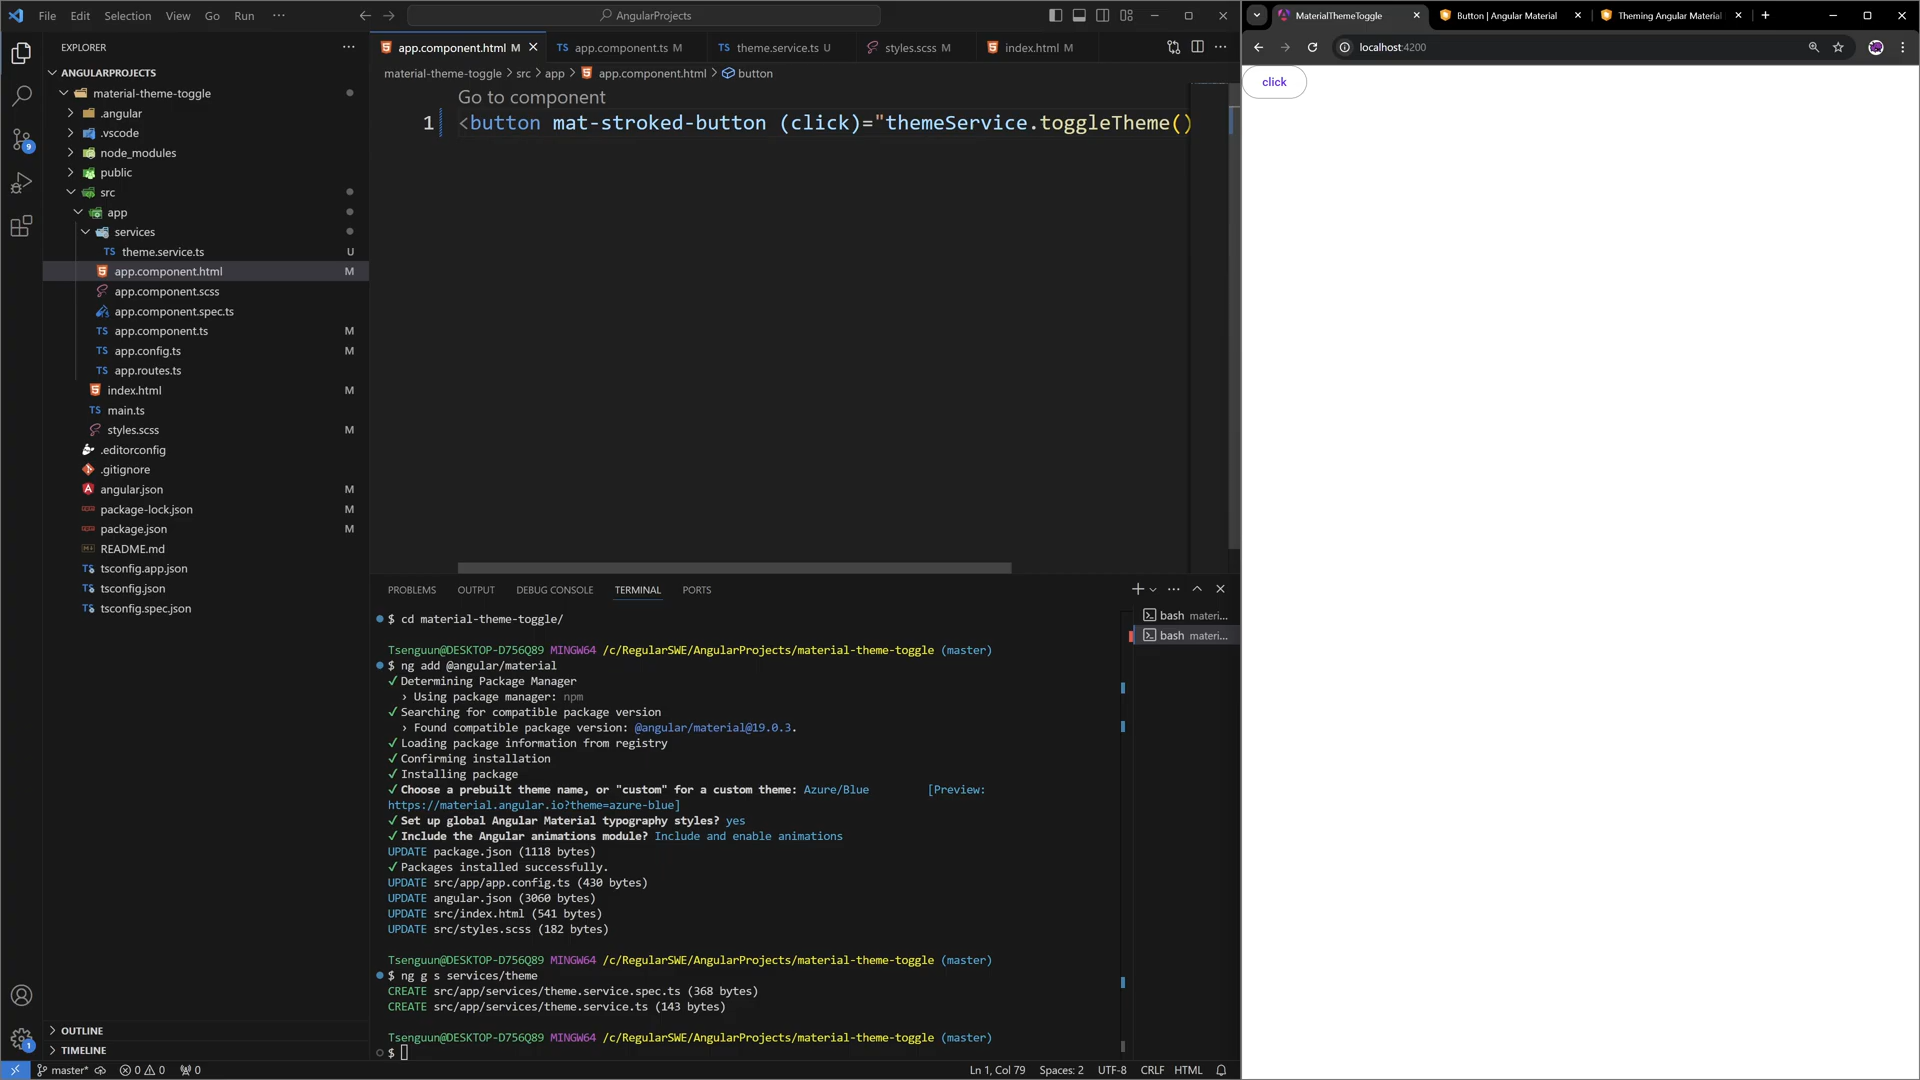 File Edit Selection View Go Run ···
AngularProjects
EXPLORER
ANGULARPROJECTS
material-theme-toggle
.angular
.vscode
node_modules
public
src
app
services
TS theme.service.ts U
app.component.html M
app.component.scss
app.component.spec.ts
TS app.component.ts M
TS app.config.ts M
TS app.routes.ts
index.html M
TS main.ts
styles.scss M
.editorconfig
.gitignore
angular.json M
package-lock.json M
package.json M
README.md
TS tsconfig.app.json
TS tsconfig.json
TS tsconfig.spec.json
OUTLINE
TIMELINE
9
1
app.component.html M
TS app.component.ts M
TS theme.service.ts U
styles.scss M
index.html M
material-theme-toggle > src > app > app.component.html > button
Go to component
1 <button mat-stroked-button (click)="themeService.toggleTheme()
PROBLEMS OUTPUT DEBUG CONSOLE TERMINAL PORTS
bash materi...
bash materi...
$ cd material-theme-toggle/
Tsenguun@DESKTOP-D756Q89 MINGW64 /c/RegularSWE/AngularProjects/material-theme-toggle (master)
$ ng add @angular/material
✓ Determining Package Manager
› Using package manager: npm
✓ Searching for compatible package version
› Found compatible package version: @angular/material@19.0.3.
✓ Loading package information from registry
✓ Confirming installation
✓ Installing package
✓ Choose a prebuilt theme name, or "custom" for a custom theme: Azure/Blue [Preview:
https://material.angular.io?theme=azure-blue]
✓ Set up global Angular Material typography styles? yes
✓ Include the Angular animations module? Include and enable animations
UPDATE package.json (1118 bytes)
✓ Packages installed successfully.
UPDATE src/app/app.config.ts (430 bytes)
UPDATE angular.json (3060 bytes)
UPDATE src/index.html (541 bytes)
UPDATE src/styles.scss (182 bytes)
Tsenguun@DESKTOP-D756Q89 MINGW64 /c/RegularSWE/AngularProjects/material-theme-toggle (master)
$ ng g s services/theme
CREATE src/app/services/theme.service.spec.ts (368 bytes)
CREATE src/app/services/theme.service.ts (143 bytes)
Tsenguun@DESKTOP-D756Q89 MINGW64 /c/RegularSWE/AngularProjects/material-theme-toggle (master)
$
master* 0 0 0
Ln 1, Col 79 Spaces: 2 UTF-8 CRLF HTML
MaterialThemeToggle
Button | Angular Material
Theming Angular Material
localhost:4200
click